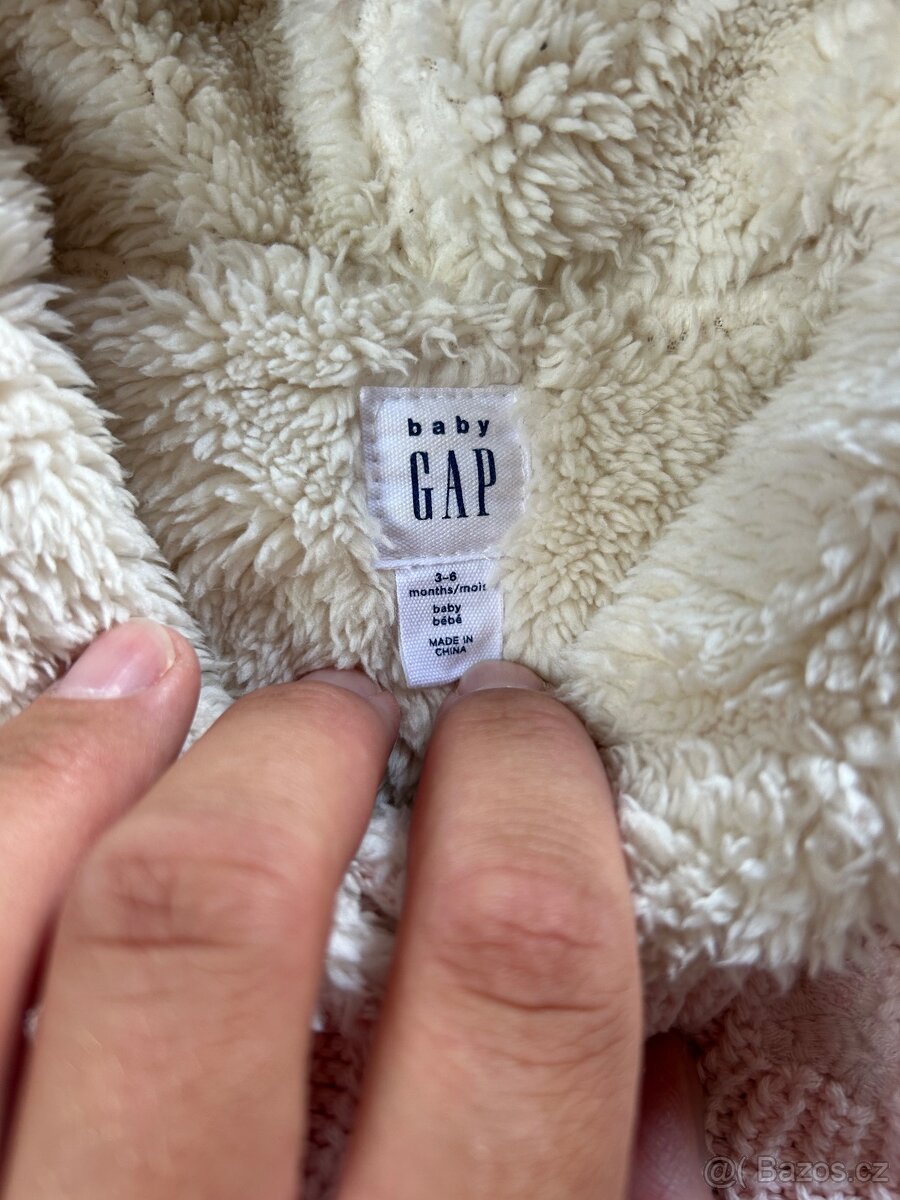 baby
GAP
3-6
months/mois
baby
bébé
MADE IN
CHINA
@( Bazos.cz